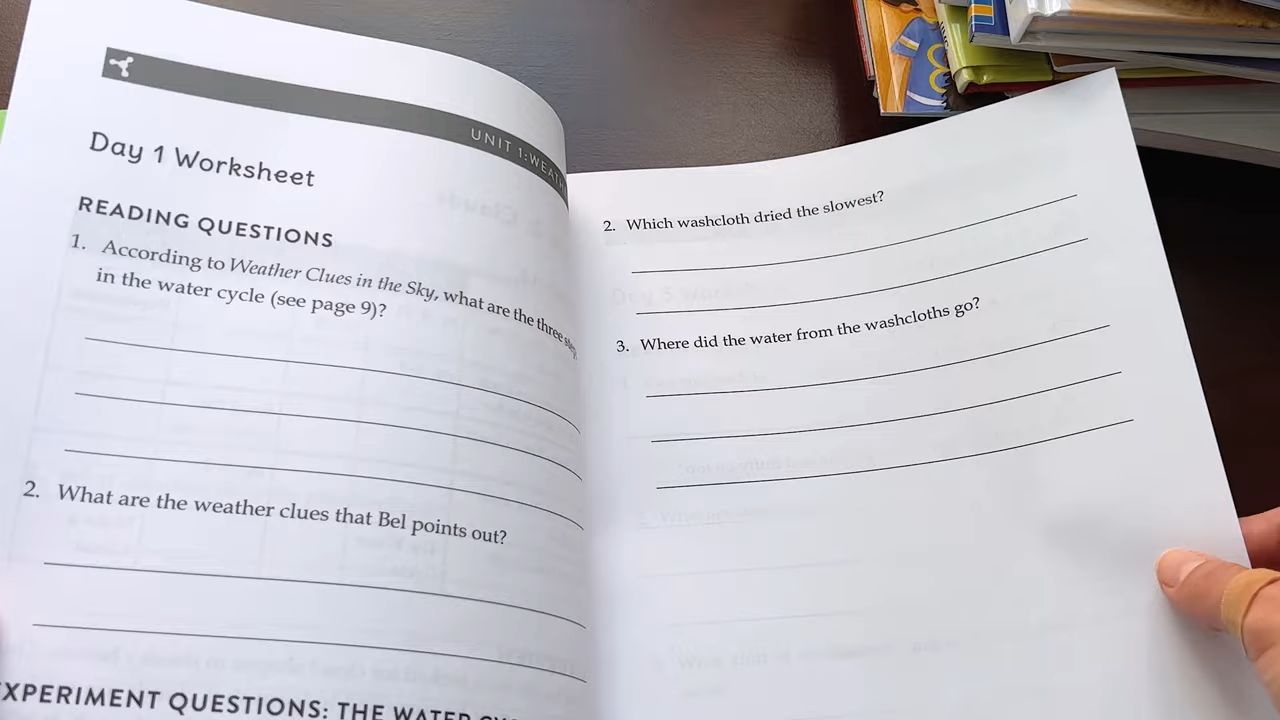 UNIT 1: WEATH
Day 1 Worksheet
READING QUESTIONS
1. According to Weather Clues in the Sky, what are the three
in the water cycle (see page 9)?
2. What are the weather clues that Bel points out?
EXPERIMENT QUESTIONS: THE WATER
2. Which washcloth dried the slowest?
3. Where did the water from the washcloths go?